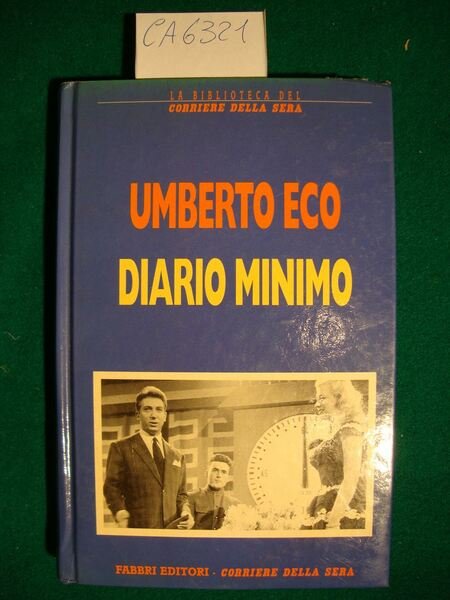 CA6321
LA BIBLIOTECA DEL
CORRIERE DELLA SERA
UMBERTO ECO
DIARIO MINIMO
FABBRI EDITORI - CORRIERE DELLA SERA